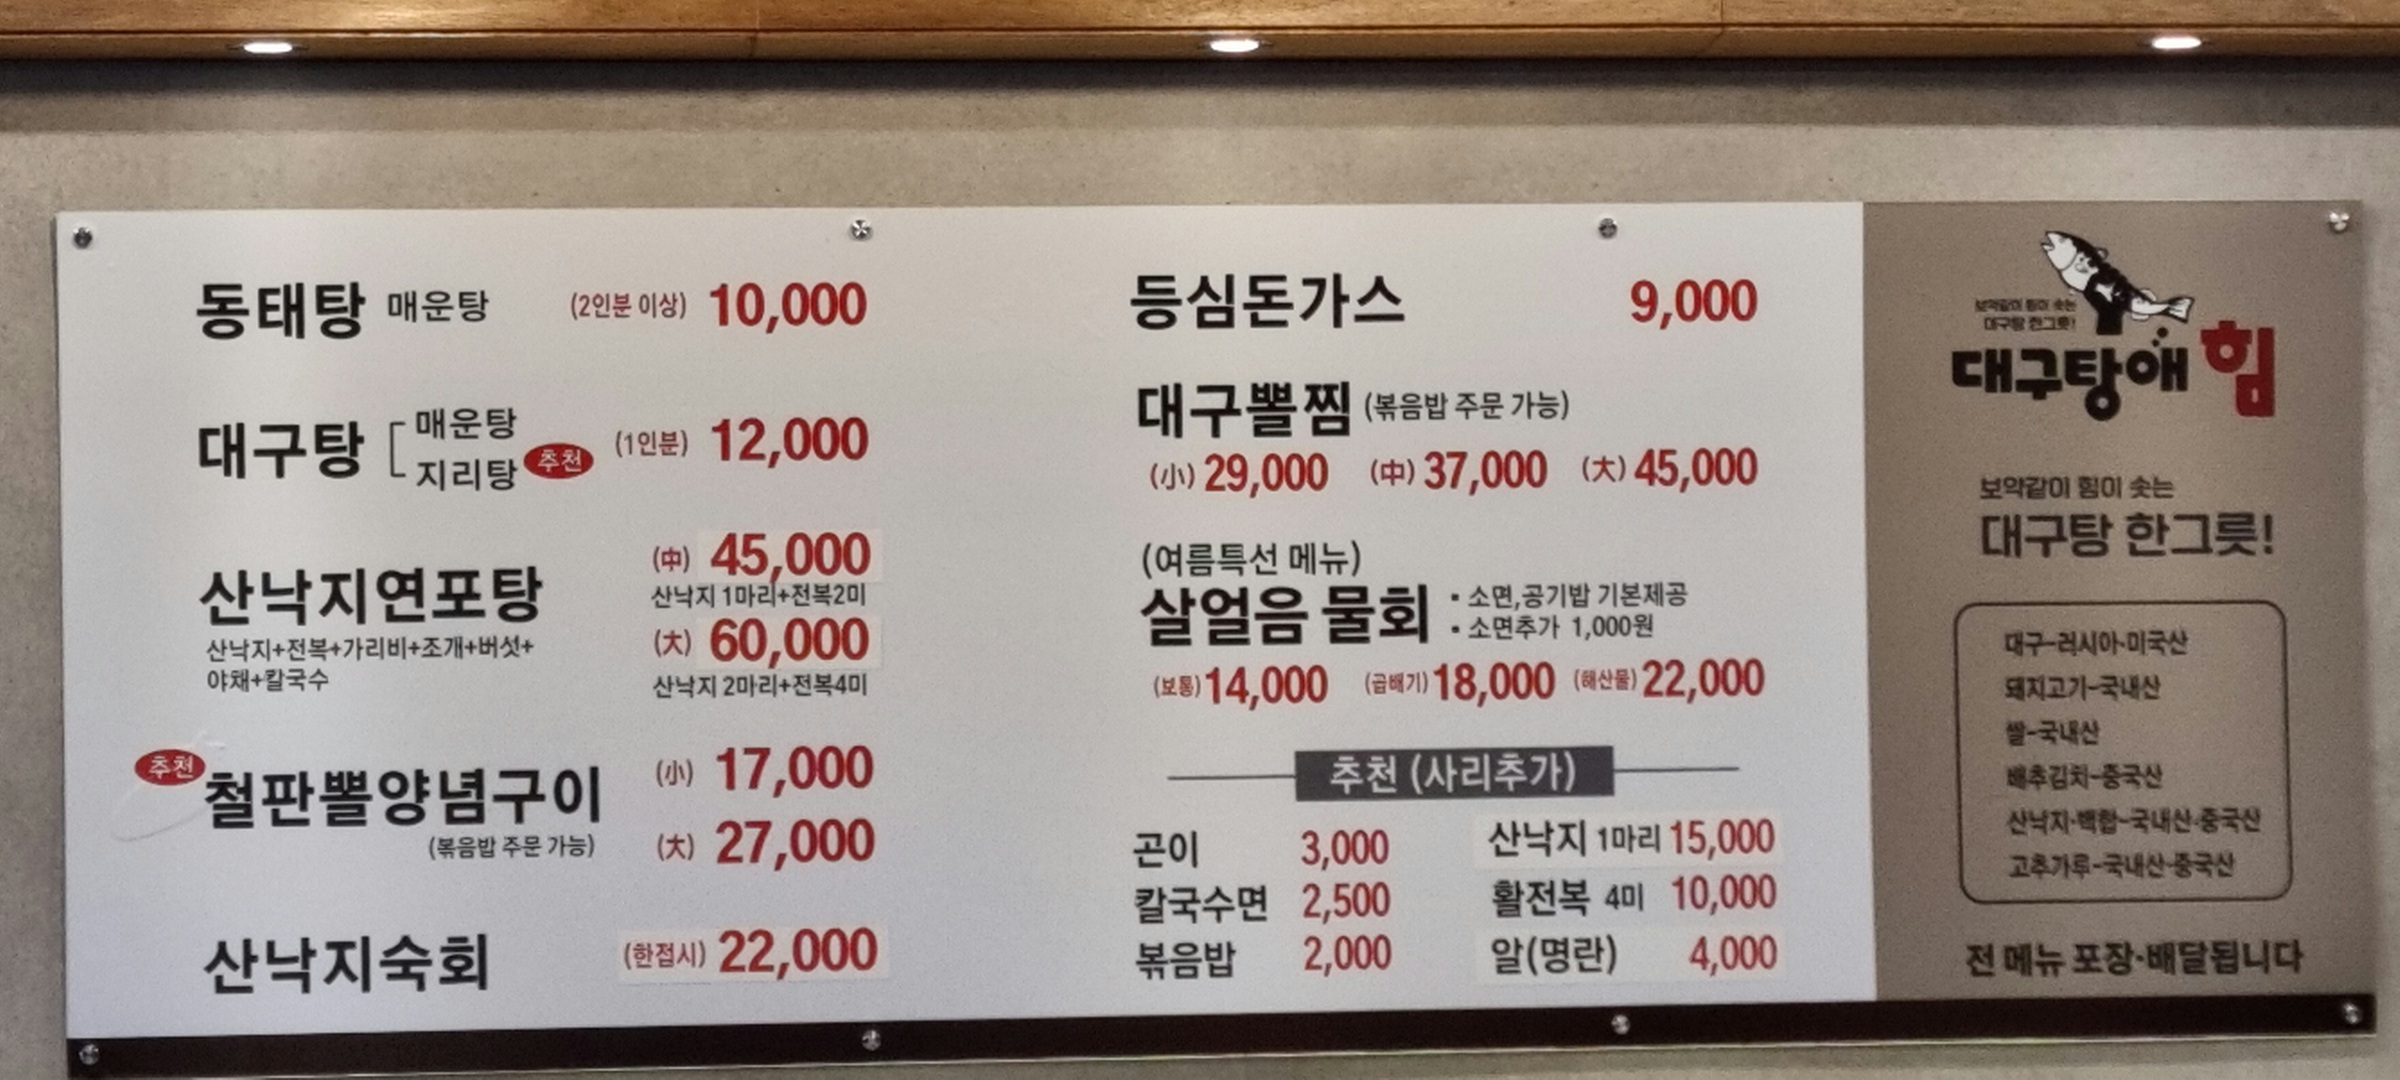 동태탕 매운탕 (2인분 이상) 10,000
대구탕 매운탕 지리탕 추천 (1인분) 12,000
산낙지연포탕
산낙지+전복+가리비+조개+버섯+
야채+칼국수
(中) 45,000
산낙지 1마리+전복2미
(大) 60,000
산낙지 2마리+전복4미
추천
철판뽈양념구이
(볶음밥 주문 가능)
(小) 17,000
(大) 27,000
산낙지숙회 (한접시) 22,000
등심돈가스 9,000
대구뽈찜 (볶음밥 주문 가능)
(小) 29,000 (中) 37,000 (大) 45,000
(여름특선 메뉴)
살얼음 물회
▪ 소면,공기밥 기본제공
▪ 소면추가 1,000원
(보통) 14,000 (곱배기) 18,000 (해산물) 22,000
추천 (사리추가)
곤이 3,000
칼국수면 2,500
볶음밥 2,000
산낙지 1마리 15,000
활전복 4미 10,000
알(명란) 4,000
보약같이 힘이 솟는
대구탕 한그릇!
대구탕애 힘
보약같이 힘이 솟는
대구탕 한그릇!
대구-러시아·미국산
돼지고기-국내산
쌀-국내산
배추김치-중국산
산낙지·백합-국내산·중국산
고추가루-국내산·중국산
전 메뉴 포장·배달됩니다